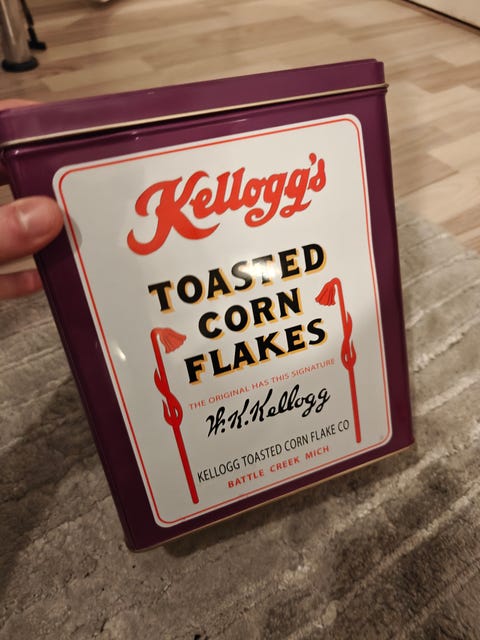 Kellogg's
TOASTED
CORN
FLAKES
THE ORIGINAL HAS THIS SIGNATURE
W.K.Kellogg
KELLOGG TOASTED CORN FLAKE CO
BATTLE CREEK MICH